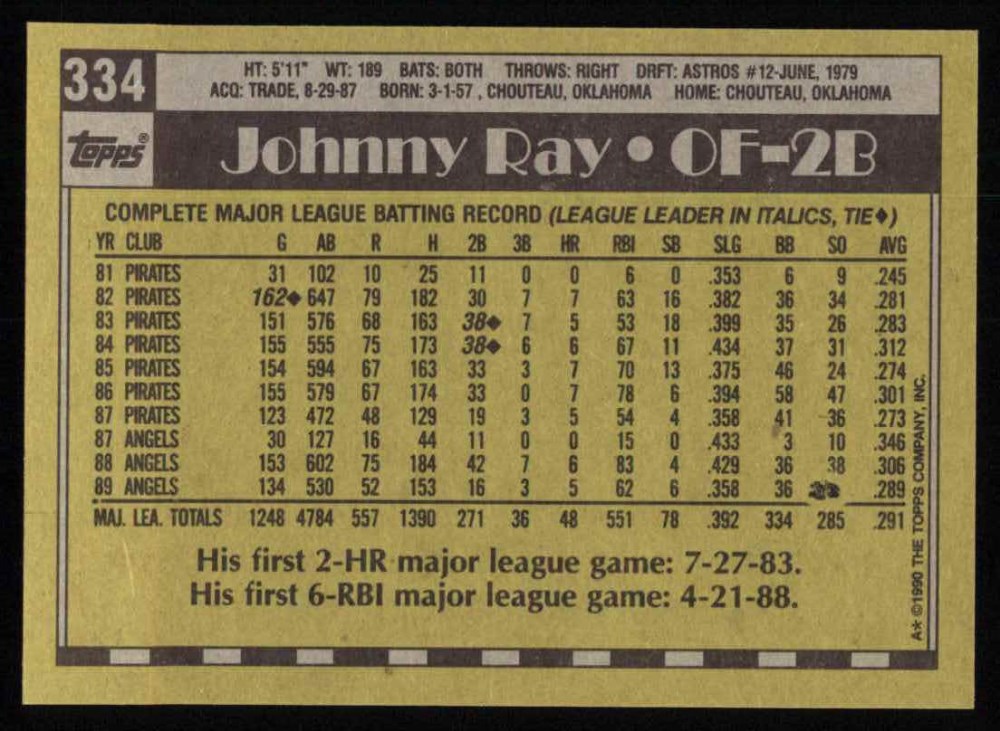 334
HT: 5'11" WT: 189 BATS: BOTH THROWS: RIGHT DRFT: ASTROS #12-JUNE, 1979
ACQ: TRADE, 8-29-87 BORN: 3-1-57 , CHOUTEAU, OKLAHOMA HOME: CHOUTEAU, OKLAHOMA
topps®
Johnny Ray • OF-2B
COMPLETE MAJOR LEAGUE BATTING RECORD (LEAGUE LEADER IN ITALICS, TIE♦)
YR CLUB G AB R H 2B 3B HR RBI SB SLG BB SO AVG
81 PIRATES 31 102 10 25 11 0 0 6 0 .353 6 9 .245
82 PIRATES 162♦ 647 79 182 30 7 7 63 16 .382 36 34 .281
83 PIRATES 151 576 68 163 38♦ 7 5 53 18 .399 35 26 .283
84 PIRATES 155 555 75 173 38♦ 6 6 67 11 .434 37 31 .312
85 PIRATES 154 594 67 163 33 3 7 70 13 .375 46 24 .274
86 PIRATES 155 579 67 174 33 0 7 78 6 .394 58 47 .301
87 PIRATES 123 472 48 129 19 3 5 54 4 .358 41 36 .273
87 ANGELS 30 127 16 44 11 0 0 15 0 .433 3 10 .346
88 ANGELS 153 602 75 184 42 7 6 83 4 .429 36 38 .306
89 ANGELS 134 530 52 153 16 3 5 62 6 .358 36 .289
MAJ. LEA. TOTALS 1248 4784 557 1390 271 36 48 551 78 .392 334 285 .291
His first 2-HR major league game: 7-27-83.
His first 6-RBI major league game: 4-21-88.
A* ©1990 THE TOPPS COMPANY, INC.